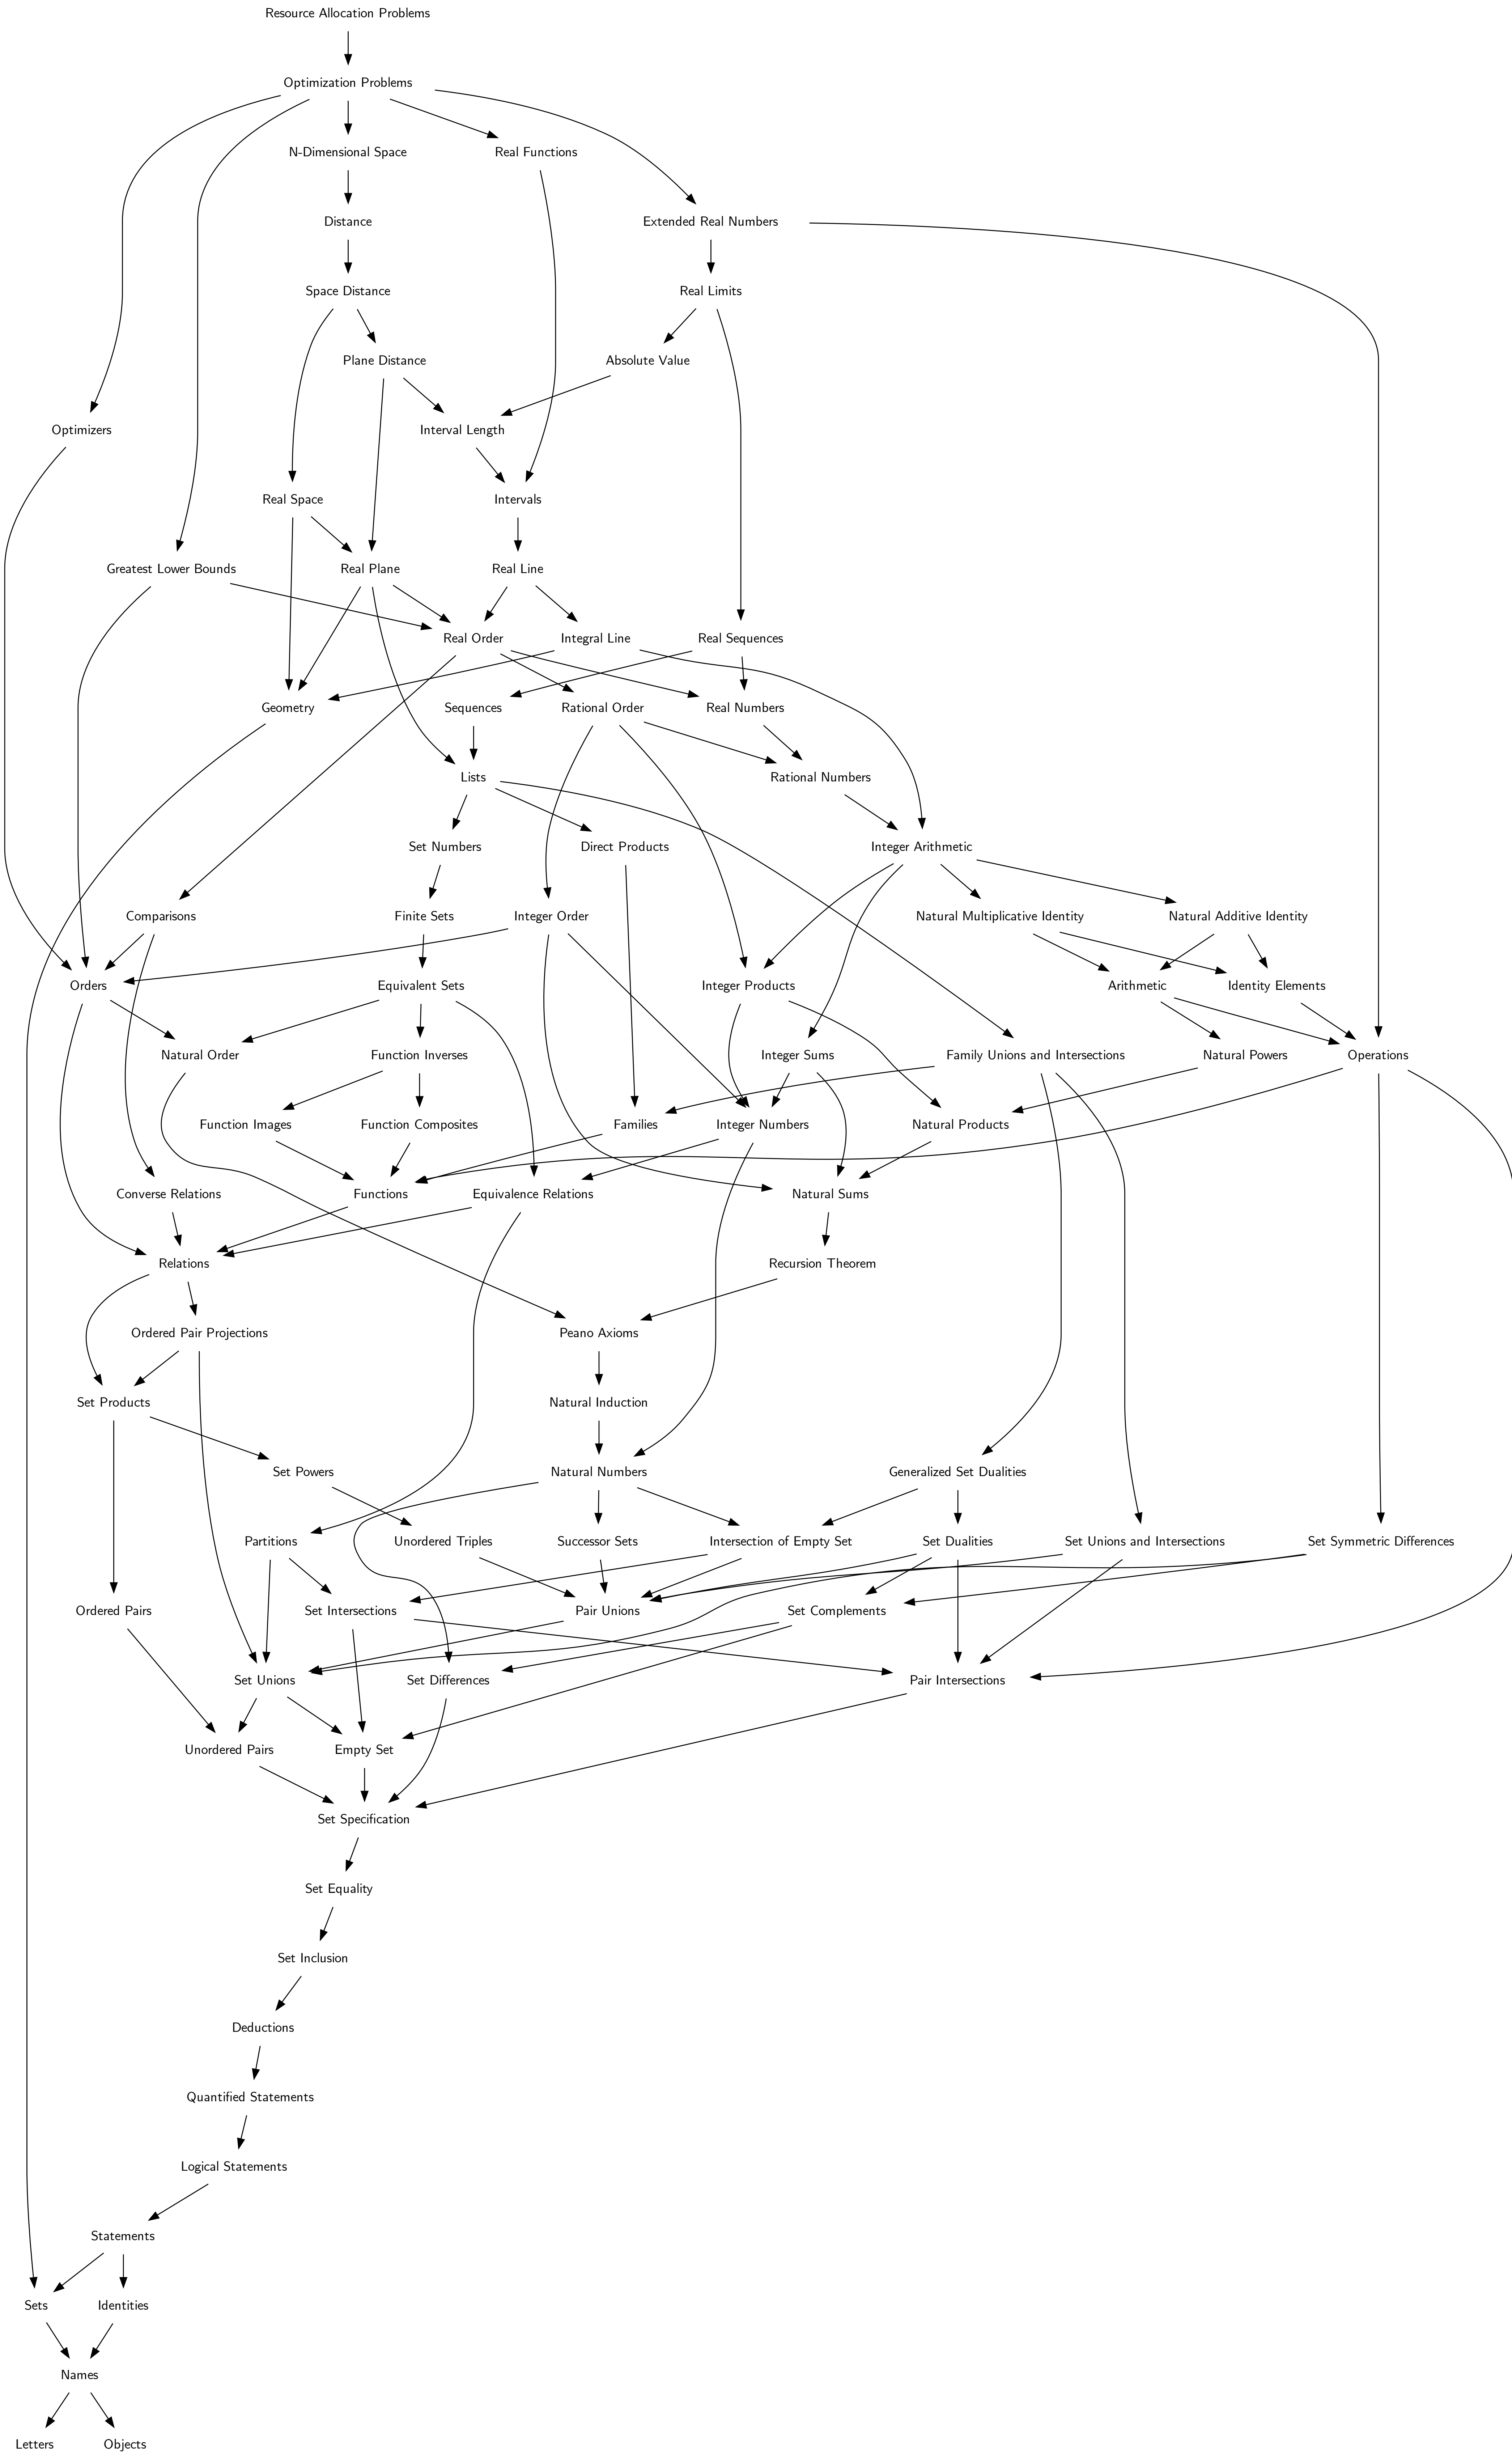 Resource Allocation Problems
Optimization Problems
N-Dimensional Space
Real Functions
Distance
Extended Real Numbers
Space Distance
Real Limits
Plane Distance
Absolute Value
Optimizers
Interval Length
Real Space
Intervals
Greatest Lower Bounds
Real Plane
Real Line
Real Order
Integral Line
Real Sequences
Geometry
Sequences
Rational Order
Real Numbers
Lists
Rational Numbers
Set Numbers
Direct Products
Integer Arithmetic
Comparisons
Finite Sets
Integer Order
Natural Multiplicative Identity
Natural Additive Identity
Orders
Equivalent Sets
Integer Products
Arithmetic
Identity Elements
Natural Order
Function Inverses
Integer Sums
Family Unions and Intersections
Natural Powers
Operations
Function Images
Function Composites
Families
Integer Numbers
Natural Products
Converse Relations
Functions
Equivalence Relations
Natural Sums
Relations
Recursion Theorem
Ordered Pair Projections
Peano Axioms
Set Products
Natural Induction
Set Powers
Natural Numbers
Generalized Set Dualities
Partitions
Unordered Triples
Successor Sets
Intersection of Empty Set
Set Dualities
Set Unions and Intersections
Set Symmetric Differences
Ordered Pairs
Set Intersections
Pair Unions
Set Complements
Set Unions
Set Differences
Pair Intersections
Unordered Pairs
Empty Set
Set Specification
Set Equality
Set Inclusion
Deductions
Quantified Statements
Logical Statements
Statements
Sets
Identities
Names
Letters
Objects